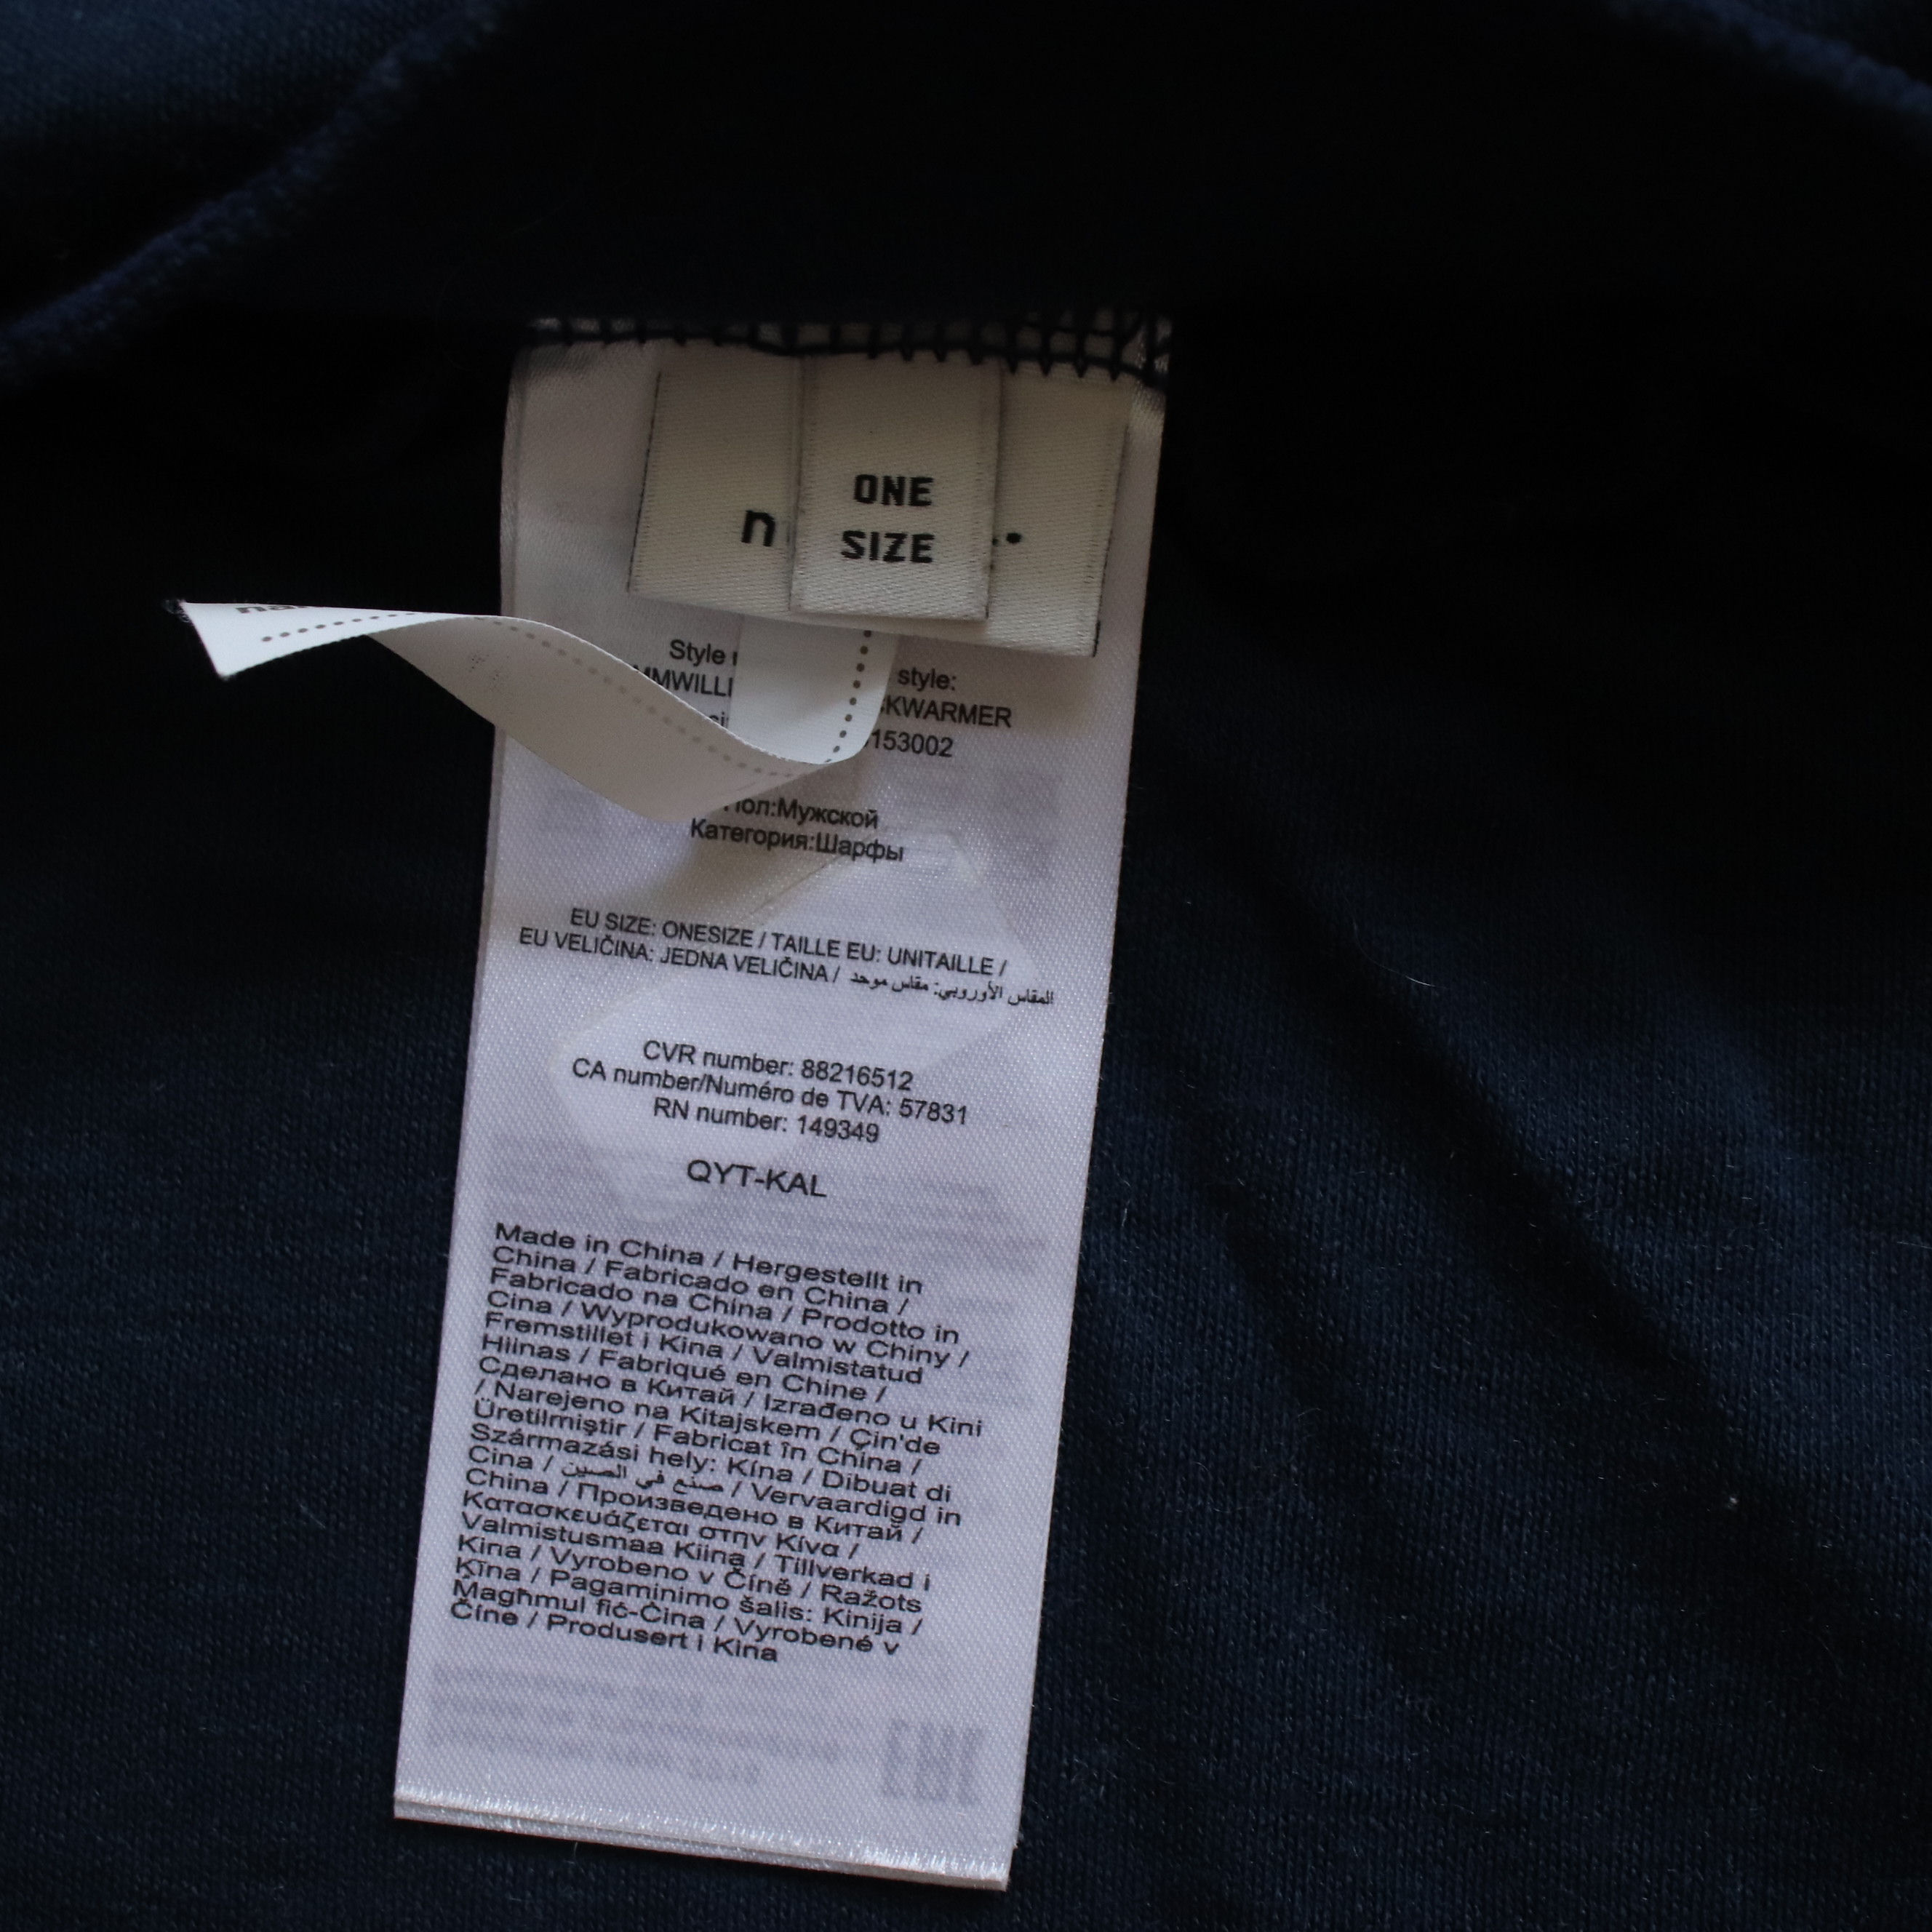 ONE
SIZE
Style
style:
KWARMER
153002
Пол:Мужской
Категория:Шарфы
EU SIZE: ONESIZE / TAILLE EU: UNITAILLE /
EU VELIČINA: JEDNA VELIČINA / المقاس الأوروبي: مقاس موحد
CVR number: 88216512
CA number/Numéro de TVA: 57831
RN number: 149349
QYT-KAL
Made in China / Hergestellt in
China / Fabricado en China /
Fabricado na China / Prodotto in
Cina / Wyprodukowano w Chiny /
Fremstillet i Kina / Valmistatud
Hiinas / Fabriqué en Chine /
Сделано в Китай / Izrađeno u Kini
/ Narejeno na Kitajskem / Çin'de
Üretilmiştir / Fabricat în China /
Származási hely: Kína / Dibuat di
Cina / صنع في الصين / Vervaardigd in
China / Произведено в Китай /
Κατασκευάζεται στην Κίνα /
Valmistusmaa Kiina / Tillverkad i
Kina / Vyrobeno v Číně / Ražots
Ķīna / Pagaminimo šalis: Kinija /
Magħmul fiċ-Ċina / Vyrobené v
Číne / Produsert i Kina